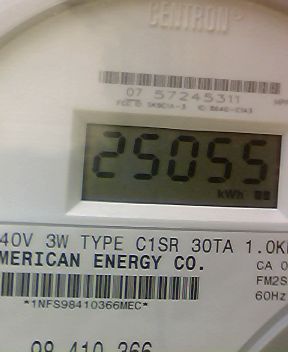 CENTRON®
07 57245311
25055
kWh
40V 3W TYPE C1SR 30TA 1.0K
MERICAN ENERGY CO.
CA 0
FM2S
60Hz
*1NFS98410366MEC*
98 410 366